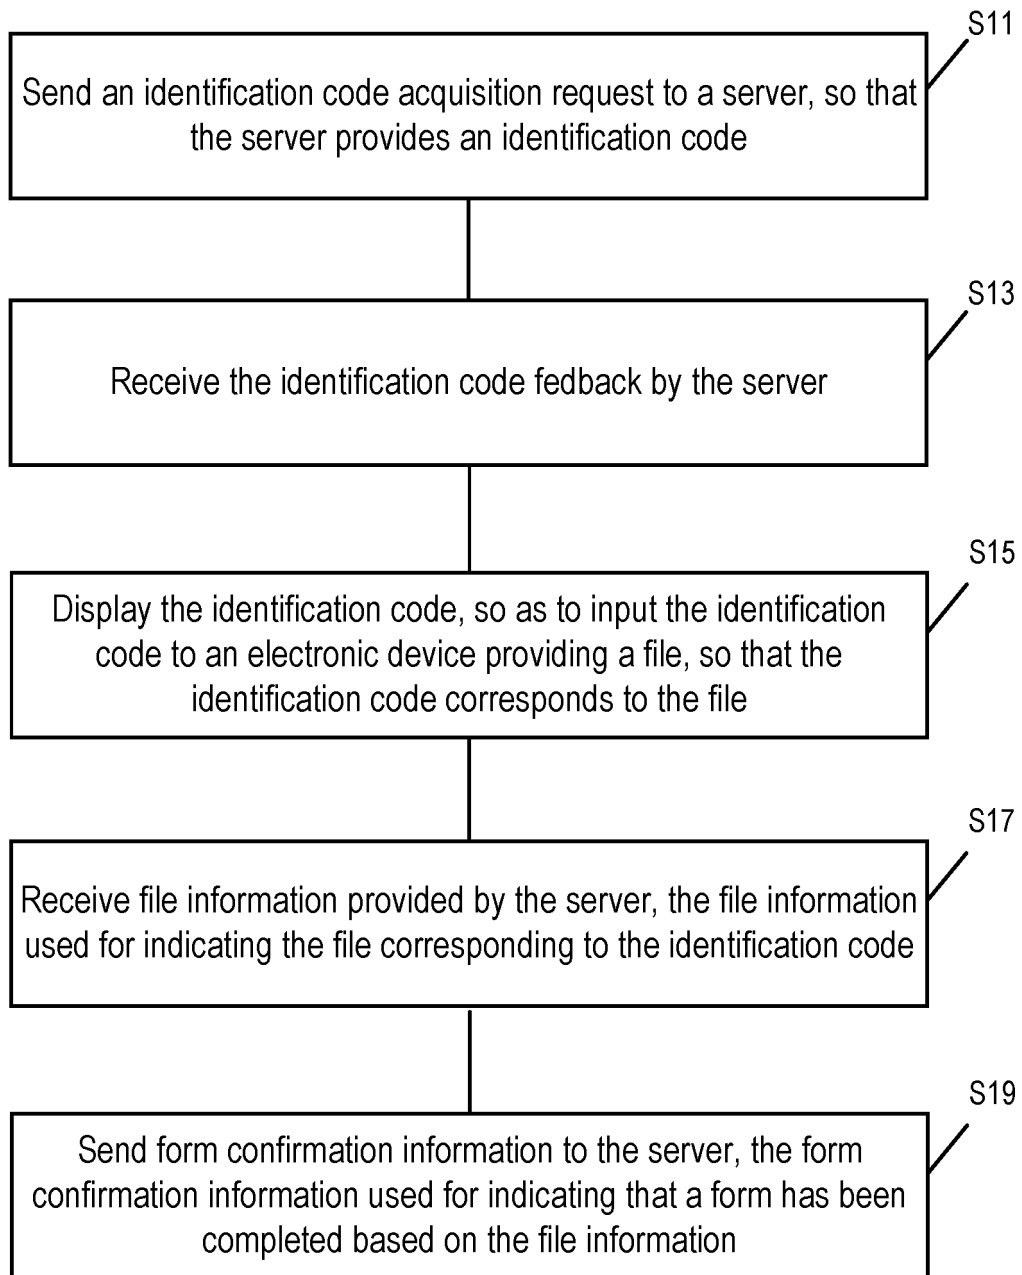 S11
Send an identification code acquisition request to a server, so that
the server provides an identification code
S13
Receive the identification code fedback by the server
S15
Display the identification code, so as to input the identification
code to an electronic device providing a file, so that the
identification code corresponds to the file
S17
Receive file information provided by the server, the file information
used for indicating the file corresponding to the identification code
S19
Send form confirmation information to the server, the form
confirmation information used for indicating that a form has been
completed based on the file information